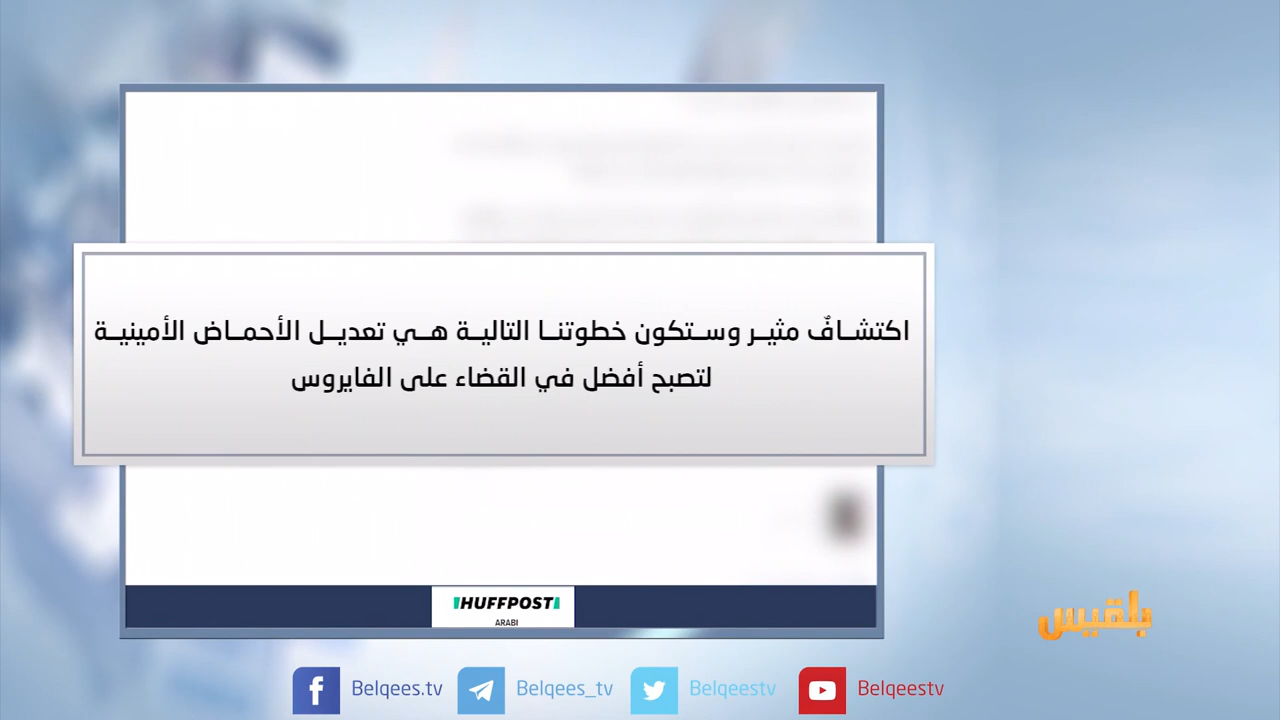 اكتشافٌ مثير وستكون خطوتنا التالية هي تعديل الأحماض الأمينية
لتصبح أفضل في القضاء على الفايروس
HUFFPOST
ARABI
بلقيس
Belqees.tv
Belqees_tv
Belqeestv
Belqeestv